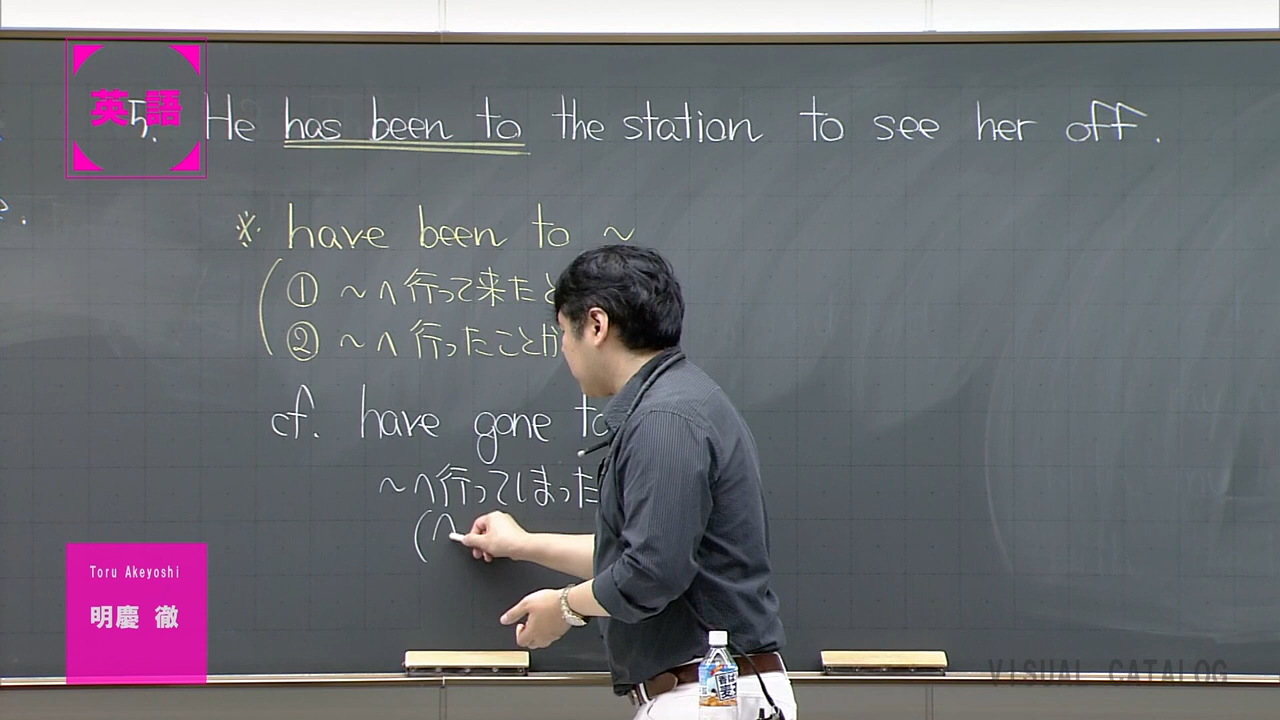 英語
5. He has been to the station to see her off.
※ have been to ~
① ~へ行って来たと
② ~へ行ったことが
cf. have gone to
~へ行ってしまった
(
Toru Akeyoshi
明慶 徹
VISUAL CATALOG